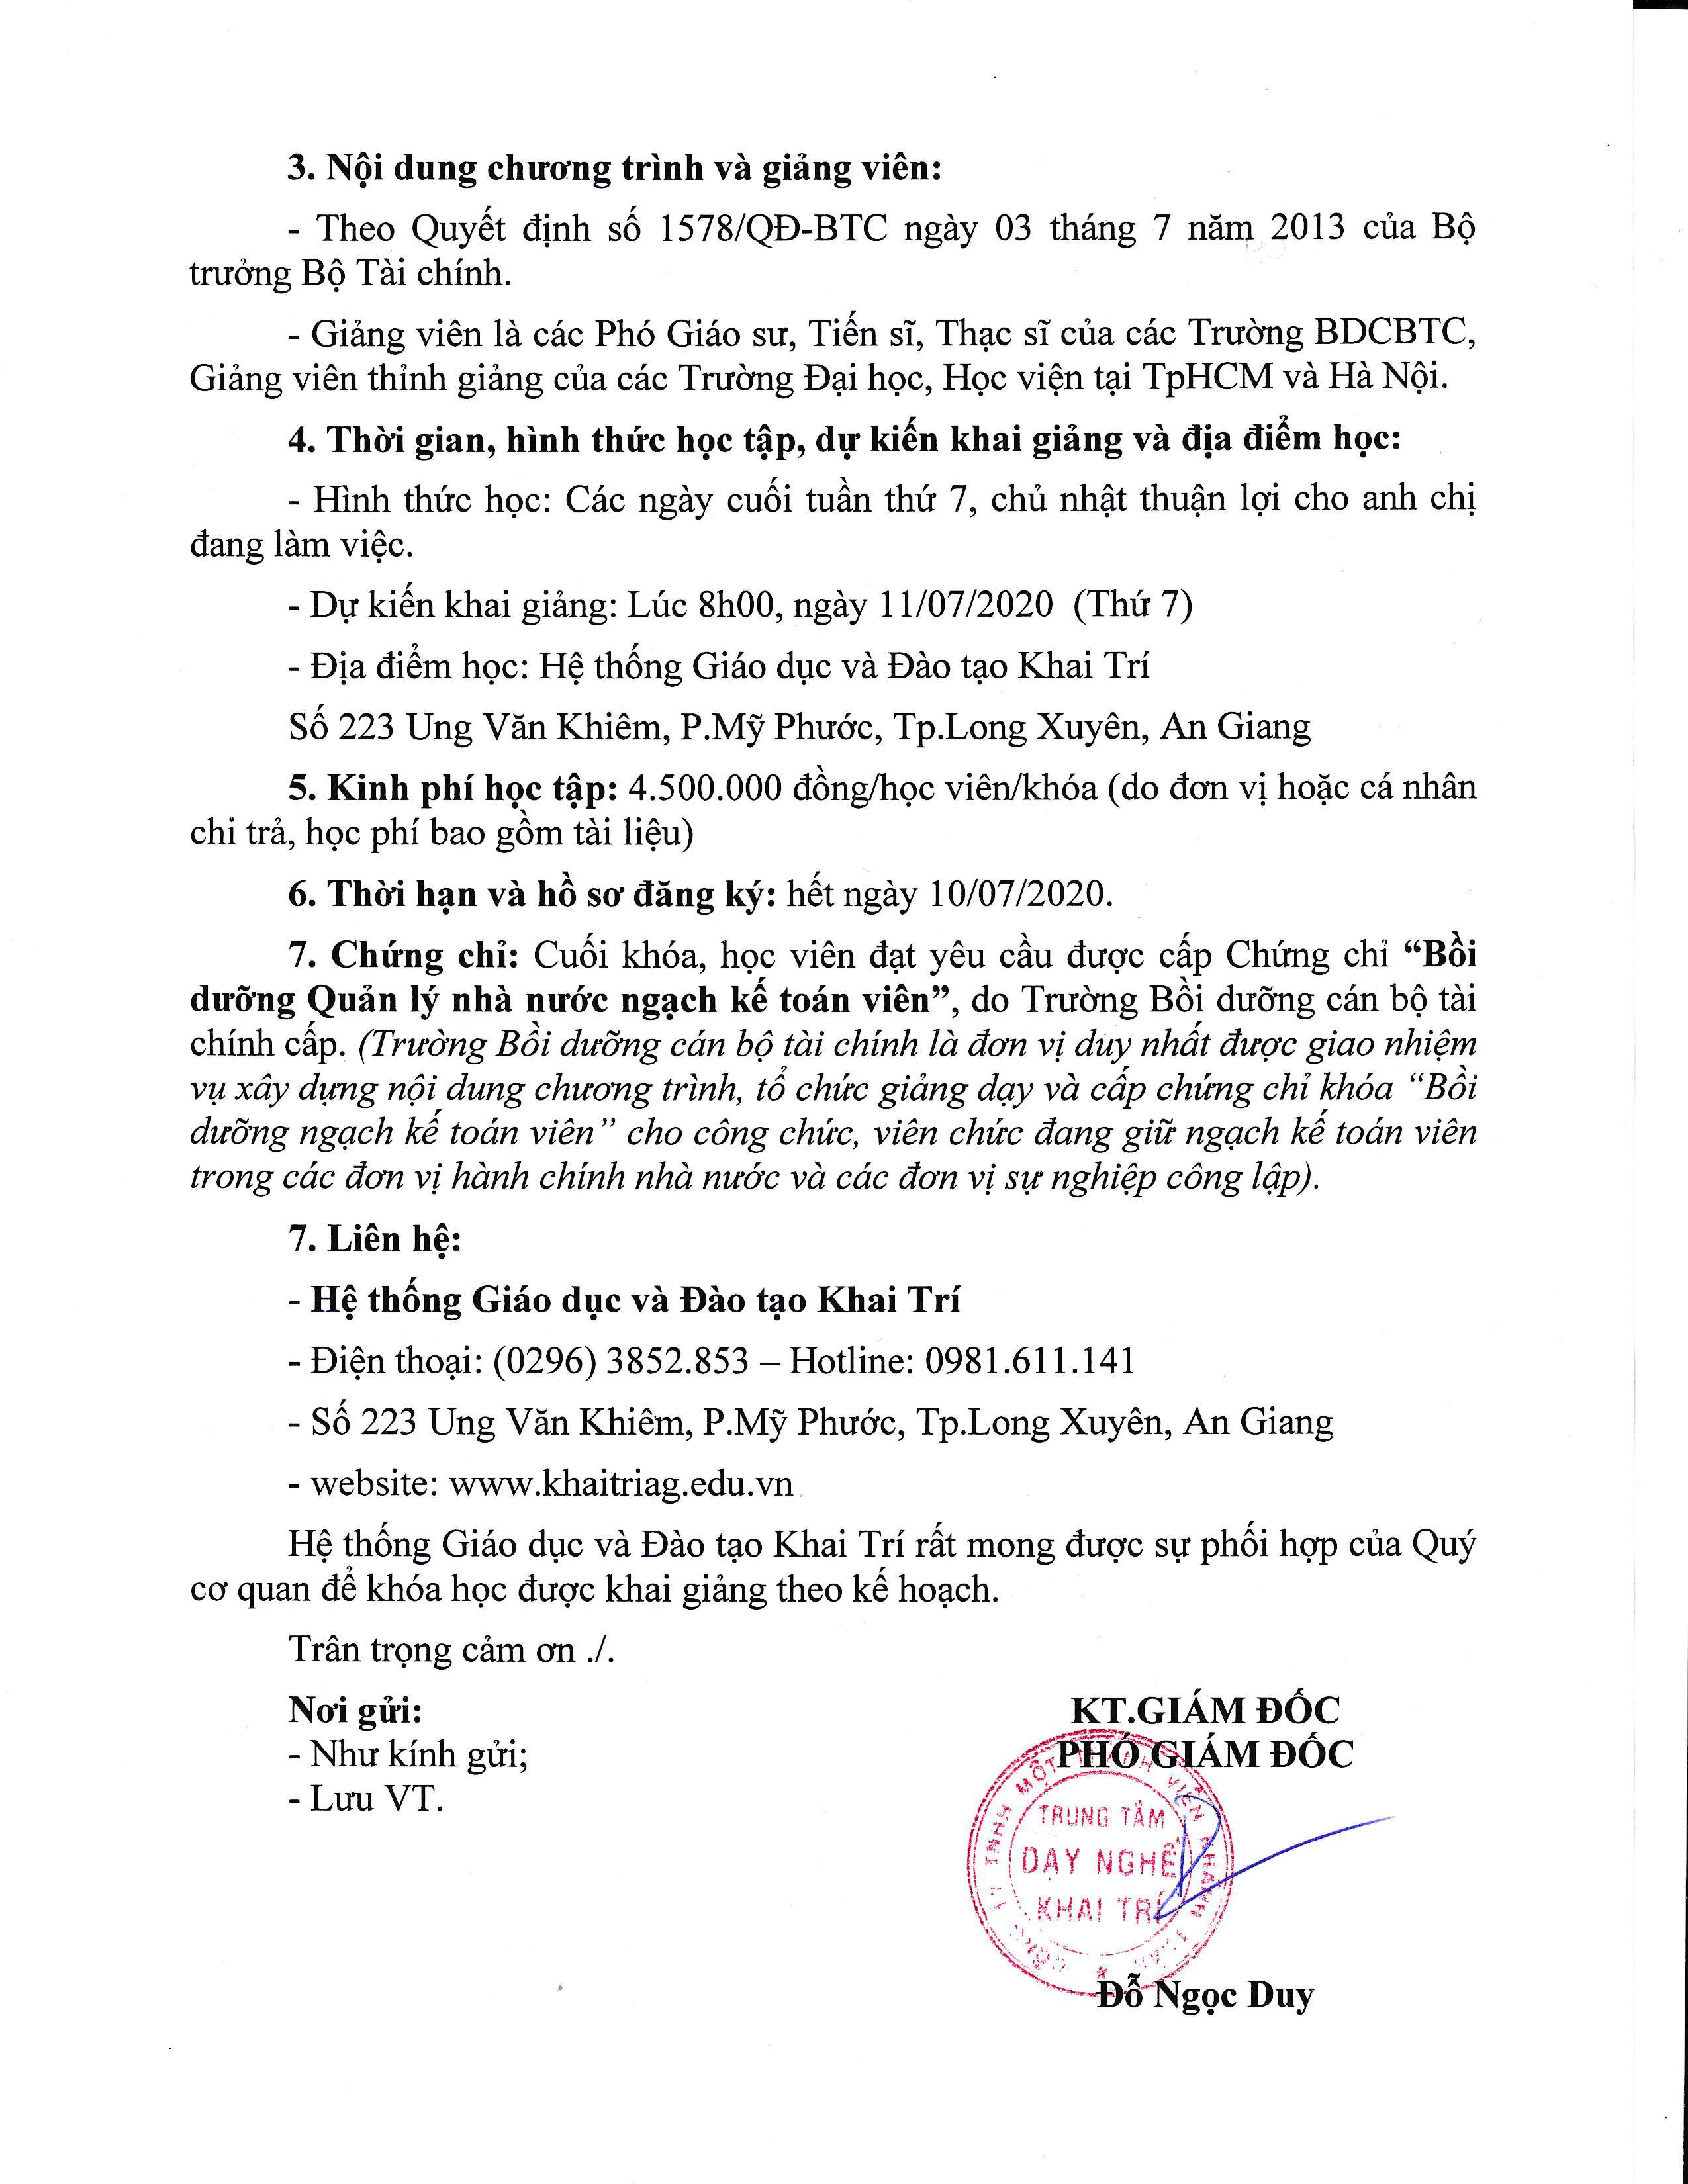 3. Nội dung chương trình và giảng viên:
- Theo Quyết định số 1578/QĐ-BTC ngày 03 tháng 7 năm 2013 của Bộ
trưởng Bộ Tài chính.
- Giảng viên là các Phó Giáo sư, Tiến sĩ, Thạc sĩ của các Trường BDCBTC,
Giảng viên thỉnh giảng của các Trường Đại học, Học viện tại TpHCM và Hà Nội.
4. Thời gian, hình thức học tập, dự kiến khai giảng và địa điểm học:
- Hình thức học: Các ngày cuối tuần thứ 7, chủ nhật thuận lợi cho anh chị
đang làm việc.
- Dự kiến khai giảng: Lúc 8h00, ngày 11/07/2020 (Thứ 7)
- Địa điểm học: Hệ thống Giáo dục và Đào tạo Khai Trí
Số 223 Ung Văn Khiêm, P.Mỹ Phước, Tp.Long Xuyên, An Giang
5. Kinh phí học tập: 4.500.000 đồng/học viên/khóa (do đơn vị hoặc cá nhân
chi trả, học phí bao gồm tài liệu)
6. Thời hạn và hồ sơ đăng ký: hết ngày 10/07/2020.
7. Chứng chỉ: Cuối khóa, học viên đạt yêu cầu được cấp Chứng chỉ “Bồi
dưỡng Quản lý nhà nước ngạch kế toán viên”, do Trường Bồi dưỡng cán bộ tài
chính cấp. (Trường Bồi dưỡng cán bộ tài chính là đơn vị duy nhất được giao nhiệm
vụ xây dựng nội dung chương trình, tổ chức giảng dạy và cấp chứng chỉ khóa “Bồi
dưỡng ngạch kế toán viên” cho công chức, viên chức đang giữ ngạch kế toán viên
trong các đơn vị hành chính nhà nước và các đơn vị sự nghiệp công lập).
7. Liên hệ:
- Hệ thống Giáo dục và Đào tạo Khai Trí
- Điện thoại: (0296) 3852.853 – Hotline: 0981.611.141
- Số 223 Ung Văn Khiêm, P.Mỹ Phước, Tp.Long Xuyên, An Giang
- website: www.khaitriag.edu.vn
Hệ thống Giáo dục và Đào tạo Khai Trí rất mong được sự phối hợp của Quý
cơ quan để khóa học được khai giảng theo kế hoạch.
Trân trọng cảm ơn ./.
Nơi gửi:
- Như kính gửi;
- Lưu VT.
KT.GIÁM ĐỐC
PHÓ GIÁM ĐỐC
TNHH MỘT THÀNH VIÊN
TRUNG TÂM
DẠY NGHỀ
KHAI TRÍ
Đỗ Ngọc Duy